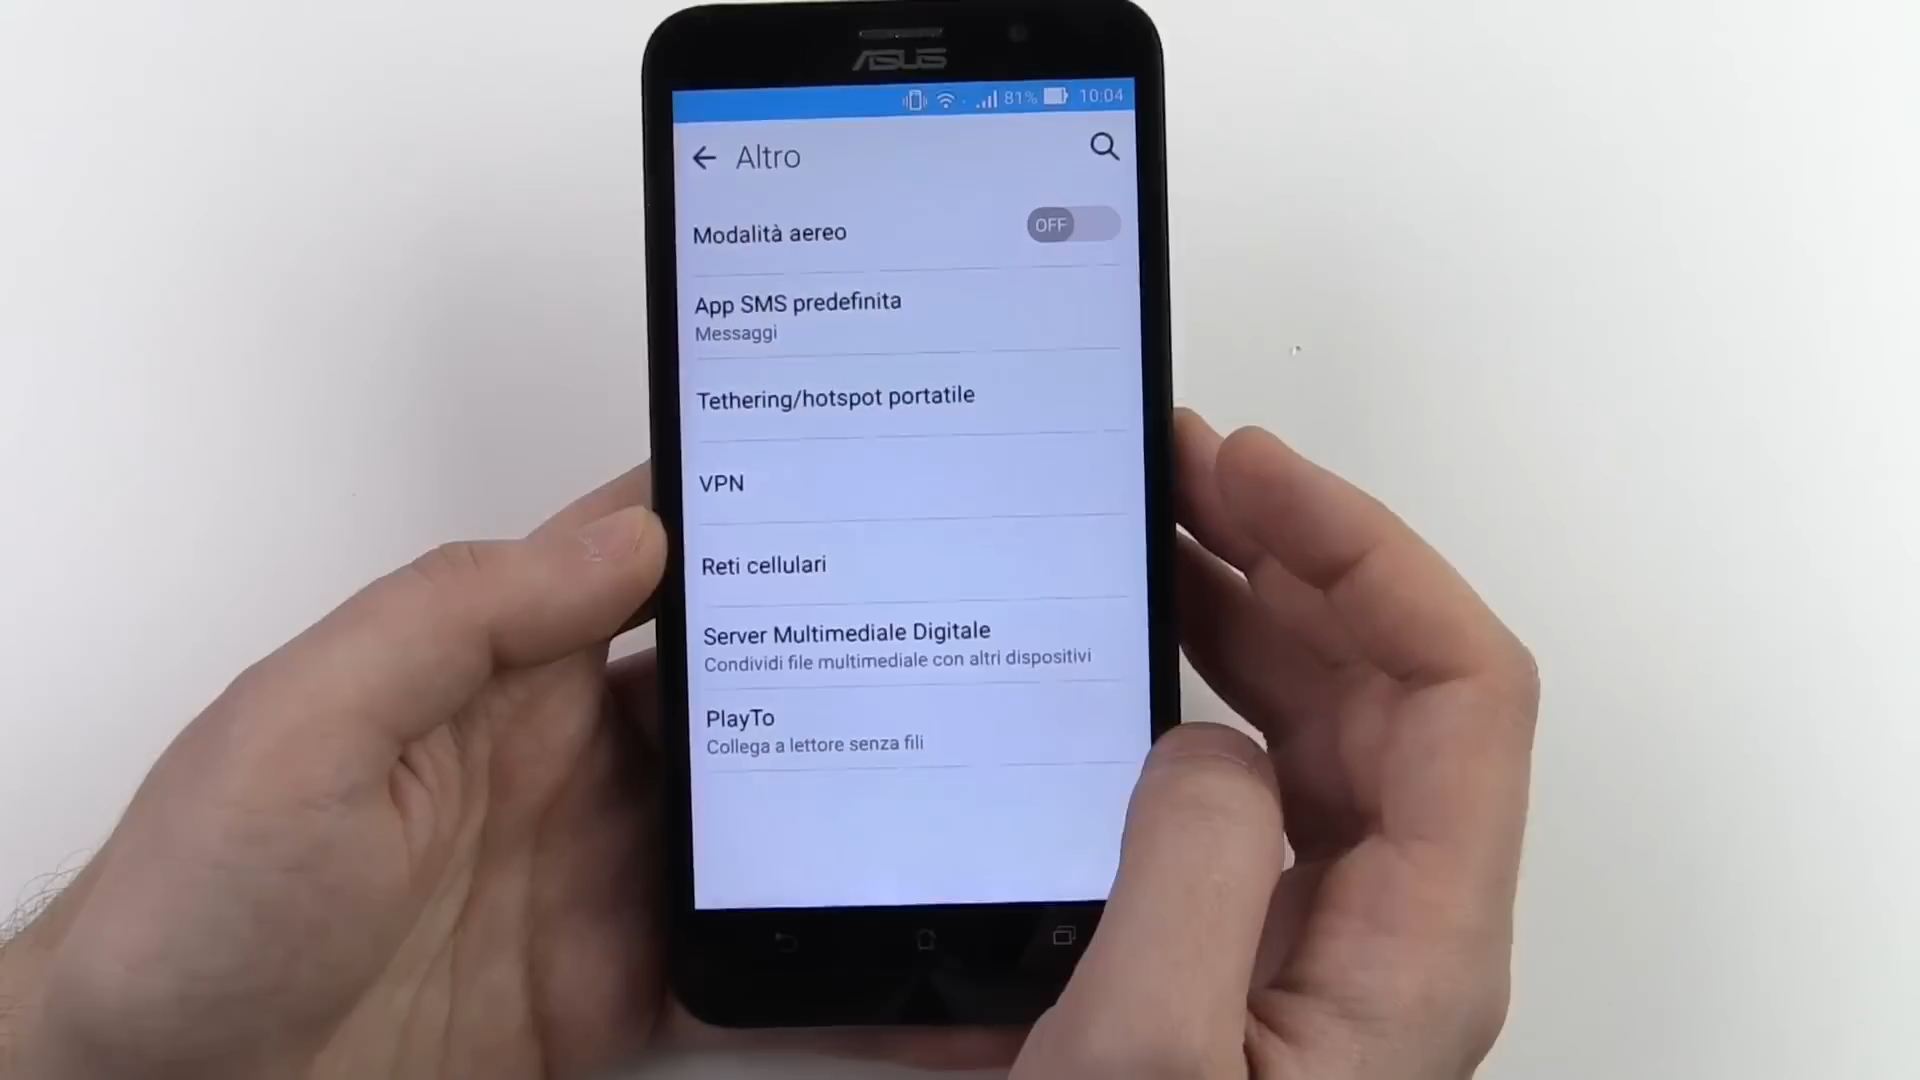 ASUS
81% 10:04
Altro
Modalità aereo
OFF
App SMS predefinita
Messaggi
Tethering/hotspot portatile
VPN
Reti cellulari
Server Multimediale Digitale
Condividi file multimediale con altri dispositivi
PlayTo
Collega a lettore senza fili